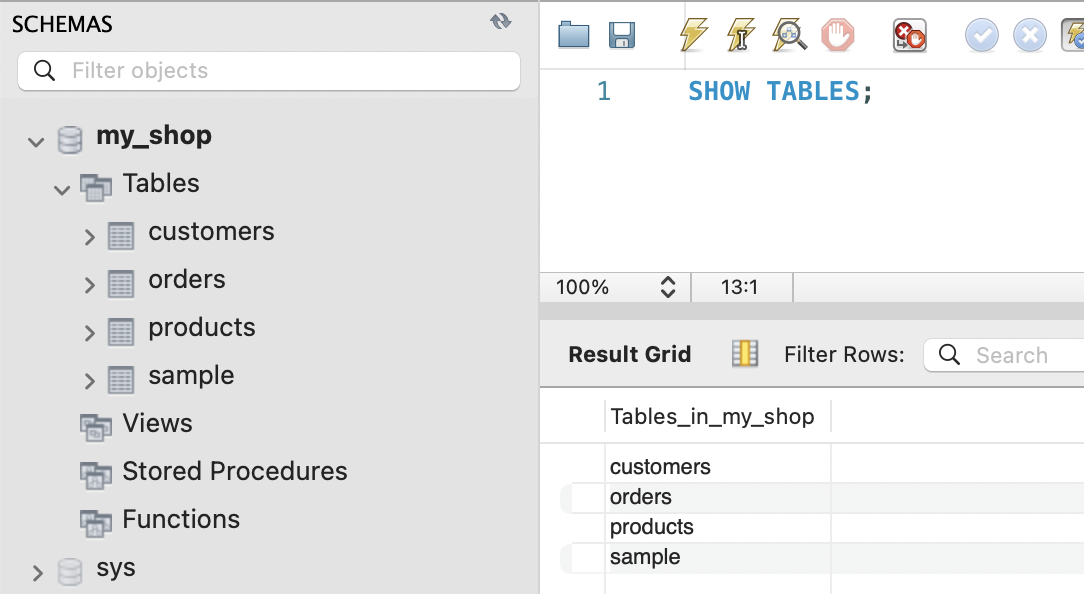 SCHEMAS
Filter objects
my_shop
Tables
customers
orders
products
sample
Views
Stored Procedures
Functions
sys
1 SHOW TABLES;
100% 13:1
Result Grid Filter Rows: Search
Tables_in_my_shop
customers
orders
products
sample